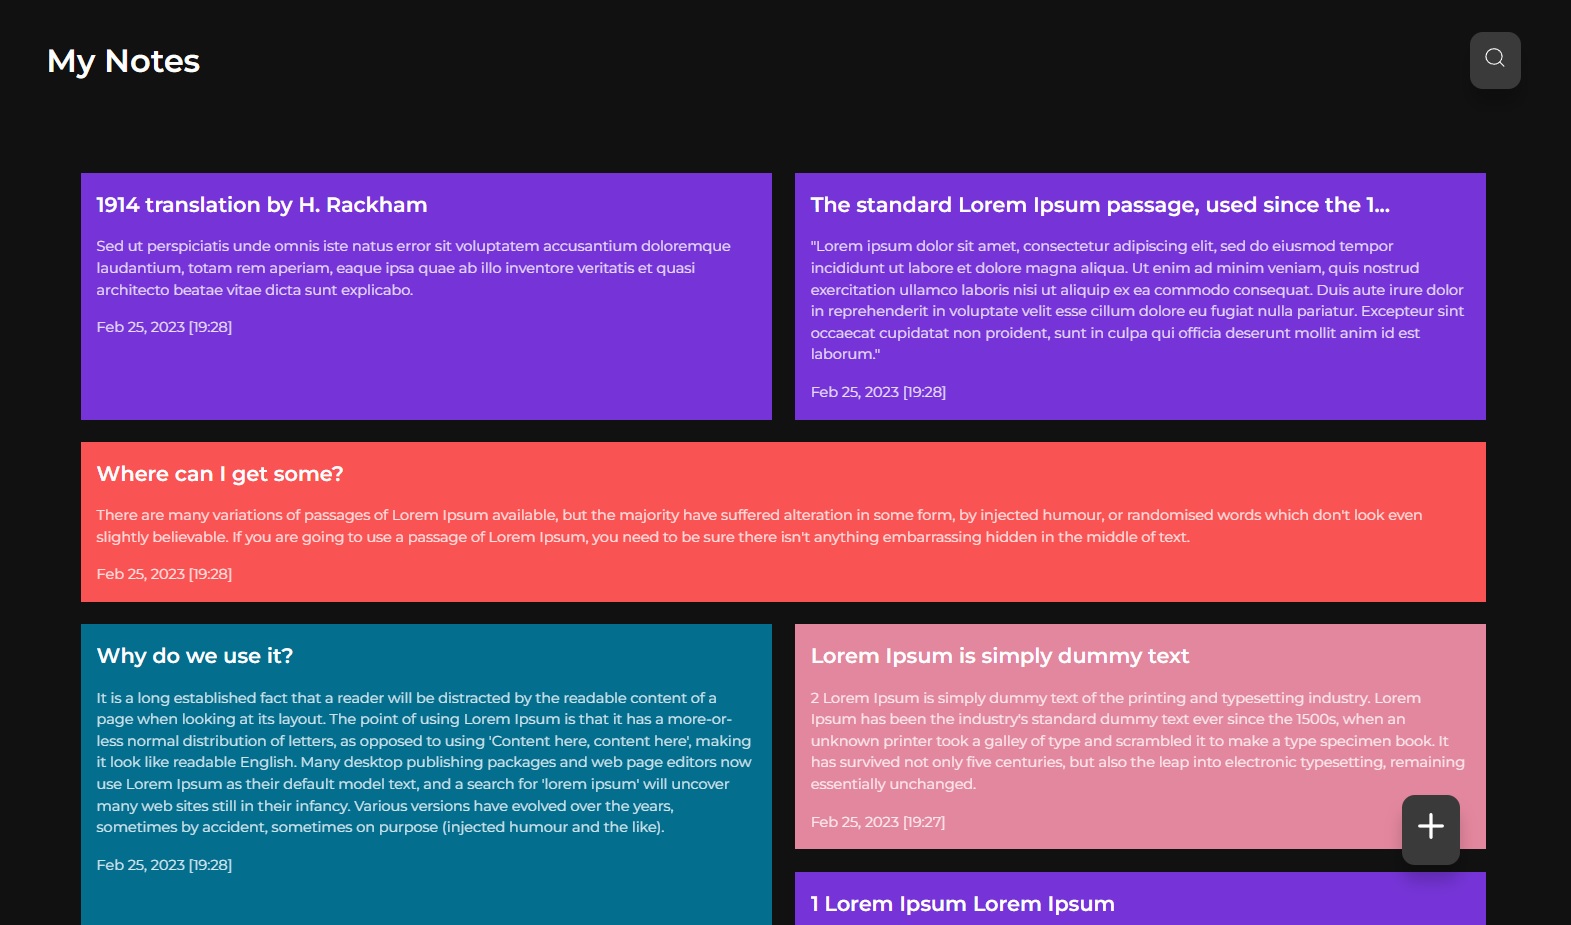 My Notes
1914 translation by H. Rackham
Sed ut perspiciatis unde omnis iste natus error sit voluptatem accusantium doloremque
laudantium, totam rem aperiam, eaque ipsa quae ab illo inventore veritatis et quasi
architecto beatae vitae dicta sunt explicabo.
Feb 25, 2023 [19:28]
The standard Lorem Ipsum passage, used since the 1...
"Lorem ipsum dolor sit amet, consectetur adipiscing elit, sed do eiusmod tempor
incididunt ut labore et dolore magna aliqua. Ut enim ad minim veniam, quis nostrud
exercitation ullamco laboris nisi ut aliquip ex ea commodo consequat. Duis aute irure dolor
in reprehenderit in voluptate velit esse cillum dolore eu fugiat nulla pariatur. Excepteur sint
occaecat cupidatat non proident, sunt in culpa qui officia deserunt mollit anim id est
laborum."
Feb 25, 2023 [19:28]
Where can I get some?
There are many variations of passages of Lorem Ipsum available, but the majority have suffered alteration in some form, by injected humour, or randomised words which don't look even
slightly believable. If you are going to use a passage of Lorem Ipsum, you need to be sure there isn't anything embarrassing hidden in the middle of text.
Feb 25, 2023 [19:28]
Why do we use it?
It is a long established fact that a reader will be distracted by the readable content of a
page when looking at its layout. The point of using Lorem Ipsum is that it has a more-or-
less normal distribution of letters, as opposed to using 'Content here, content here', making
it look like readable English. Many desktop publishing packages and web page editors now
use Lorem Ipsum as their default model text, and a search for 'lorem ipsum' will uncover
many web sites still in their infancy. Various versions have evolved over the years,
sometimes by accident, sometimes on purpose (injected humour and the like).
Feb 25, 2023 [19:28]
Lorem Ipsum is simply dummy text
2 Lorem Ipsum is simply dummy text of the printing and typesetting industry. Lorem
Ipsum has been the industry's standard dummy text ever since the 1500s, when an
unknown printer took a galley of type and scrambled it to make a type specimen book. It
has survived not only five centuries, but also the leap into electronic typesetting, remaining
essentially unchanged.
Feb 25, 2023 [19:27]
1 Lorem Ipsum Lorem Ipsum